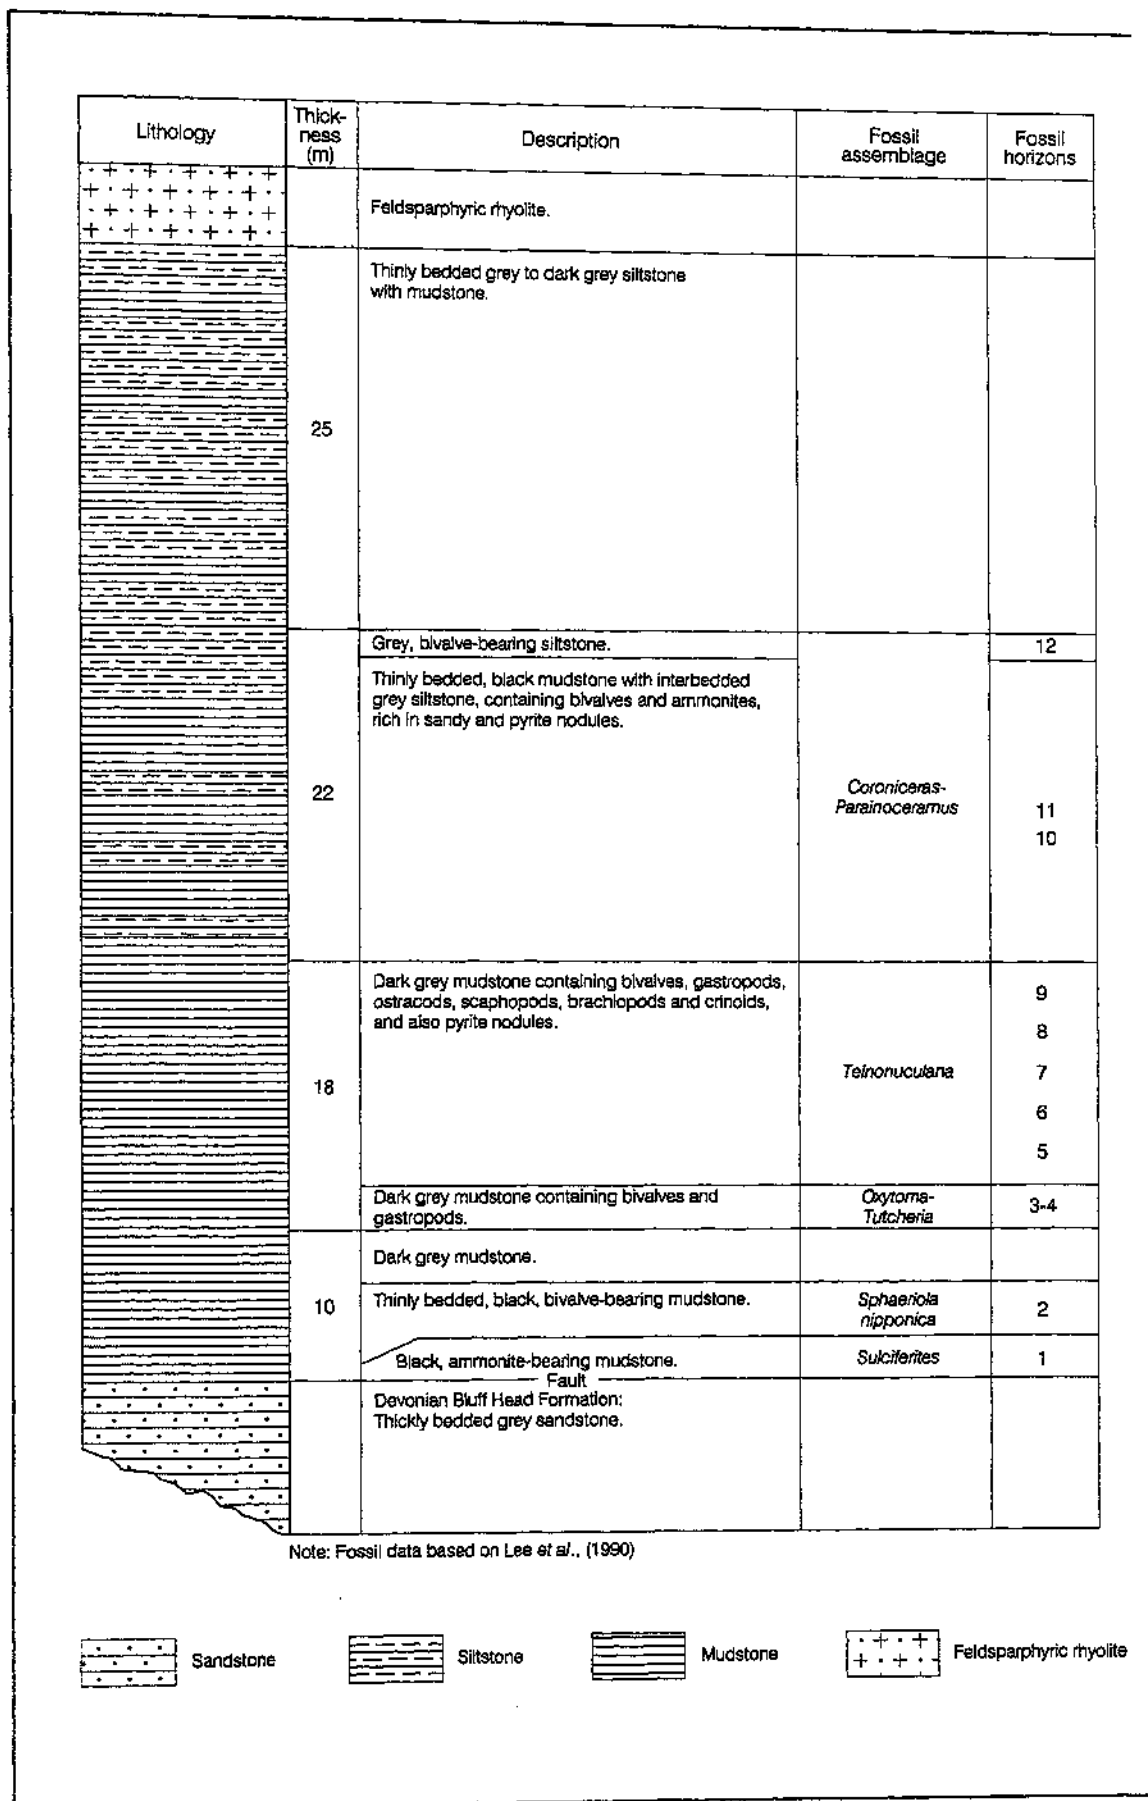 Lithology
Thick-
ness
(m)
Description
Fossil
assemblage
Fossil
horizons
Feldsparphyric rhyolite.
Thinly bedded grey to dark grey siltstone
with mudstone.
25
Grey, bivalve-bearing siltstone.
12
Thinly bedded, black mudstone with interbedded
grey siltstone, containing bivalves and ammonites,
rich in sandy and pyrite nodules.
22
Coroniceras-
Parainoceramus
11
10
Dark grey mudstone containing bivalves, gastropods,
ostracods, scaphopods, brachiopods and crinoids,
and also pyrite nodules.
18
Teinonuculana
9
8
7
6
5
Dark grey mudstone containing bivalves and
gastropods.
Oxytoma-
Tutcheria
3-4
Dark grey mudstone.
10
Thinly bedded, black, bivalve-bearing mudstone.
Sphaeriola
nipponica
2
Black, ammonite-bearing mudstone.
Sulciferites
1
Fault
Devonian Bluff Head Formation:
Thickly bedded grey sandstone.
Note: Fossil data based on Lee et al., (1990)
Sandstone
Siltstone
Mudstone
Feldsparphyric rhyolite